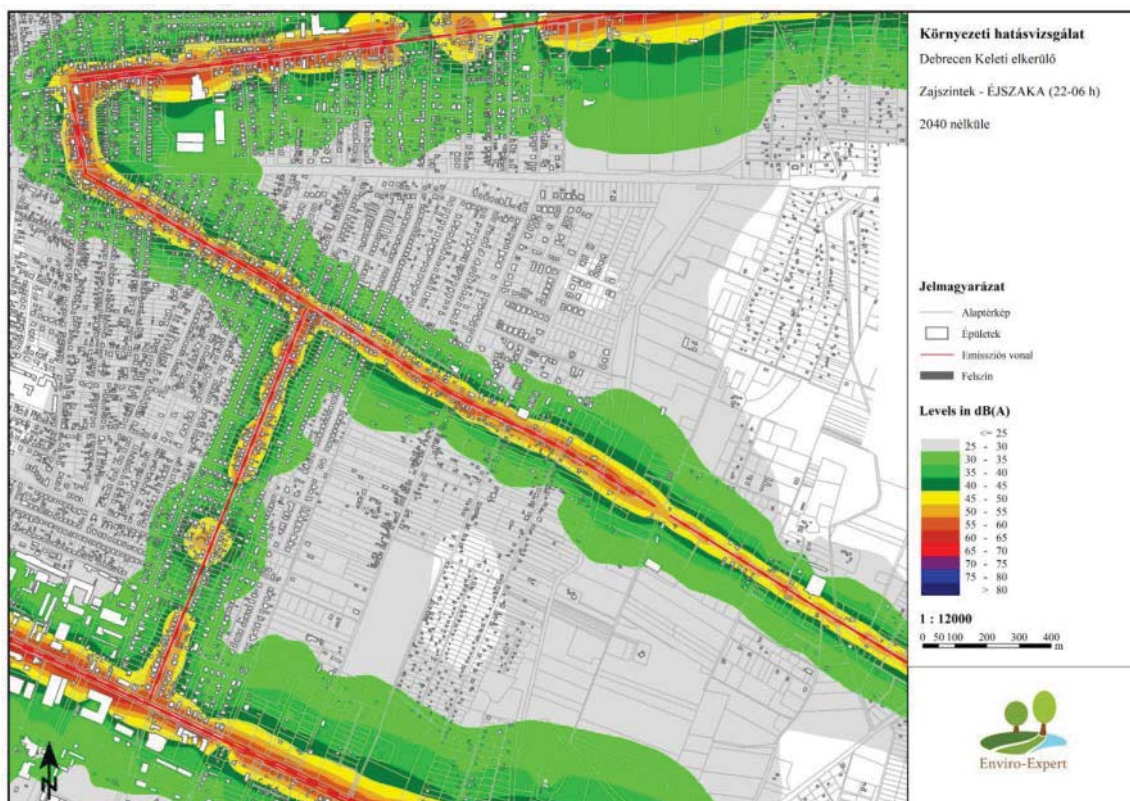 Környezeti hatásvizsgálat
Debrecen Keleti elkerülő
Zajszintek - ÉJSZAKA (22-06 h)
2040 nélküle
Jelmagyarázat
Alaptérkép
Épületek
Emissziós vonal
Felszín
Levels in dB(A)
<= 25
25 - 30
30 - 35
35 - 40
40 - 45
45 - 50
50 - 55
55 - 60
60 - 65
65 - 70
70 - 75
75 - 80
> 80
1 : 12000
0 50 100 200 300 400
m
Enviro-Expert
N